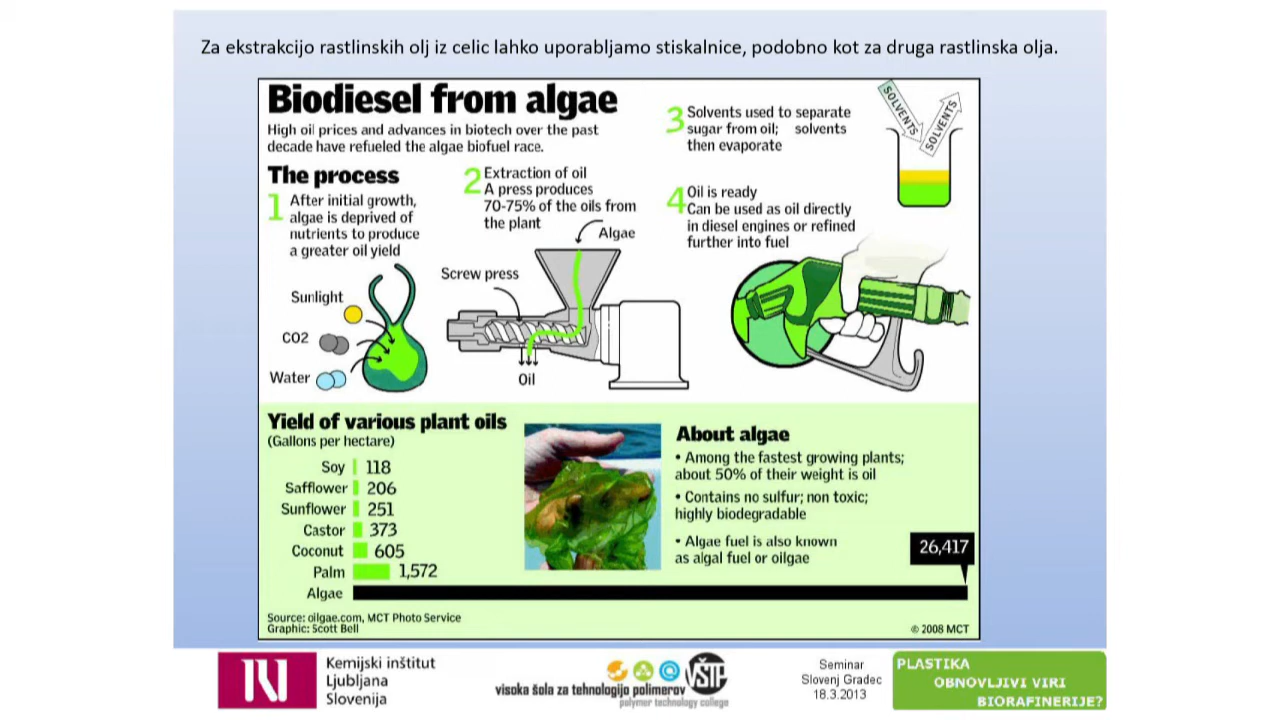 Za ekstrakcijo rastlinskih olj iz celic lahko uporabljamo stiskalnice, podobno kot za druga rastlinska olja.
Biodiesel from algae
High oil prices and advances in biotech over the past
decade have refueled the algae biofuel race.
The process
1 After initial growth,
algae is deprived of
nutrients to produce
a greater oil yield
Sunlight
CO2
Water
2 Extraction of oil
A press produces
70-75% of the oils from
the plant
Algae
Screw press
Oil
3 Solvents used to separate
sugar from oil; solvents
then evaporate
SOLVENTS
SOLVENTS
4 Oil is ready
Can be used as oil directly
in diesel engines or refined
further into fuel
Yield of various plant oils
(Gallons per hectare)
Soy 118
Safflower 206
Sunflower 251
Castor 373
Coconut 605
Palm 1,572
Algae 26,417
About algae
• Among the fastest growing plants;
about 50% of their weight is oil
• Contains no sulfur; non toxic;
highly biodegradable
• Algae fuel is also known
as algal fuel or oilgae
Source: oilgae.com, MCT Photo Service
Graphic: Scott Bell
© 2008 MCT
Kemijski inštitut
Ljubljana
Slovenija
VŠTP
visoka šola za tehnologijo polimerov
polymer technology college
Seminar
Slovenj Gradec
18.3.2013
PLASTIKA
OBNOVLJIVI VIRI
BIORAFINERIJE?